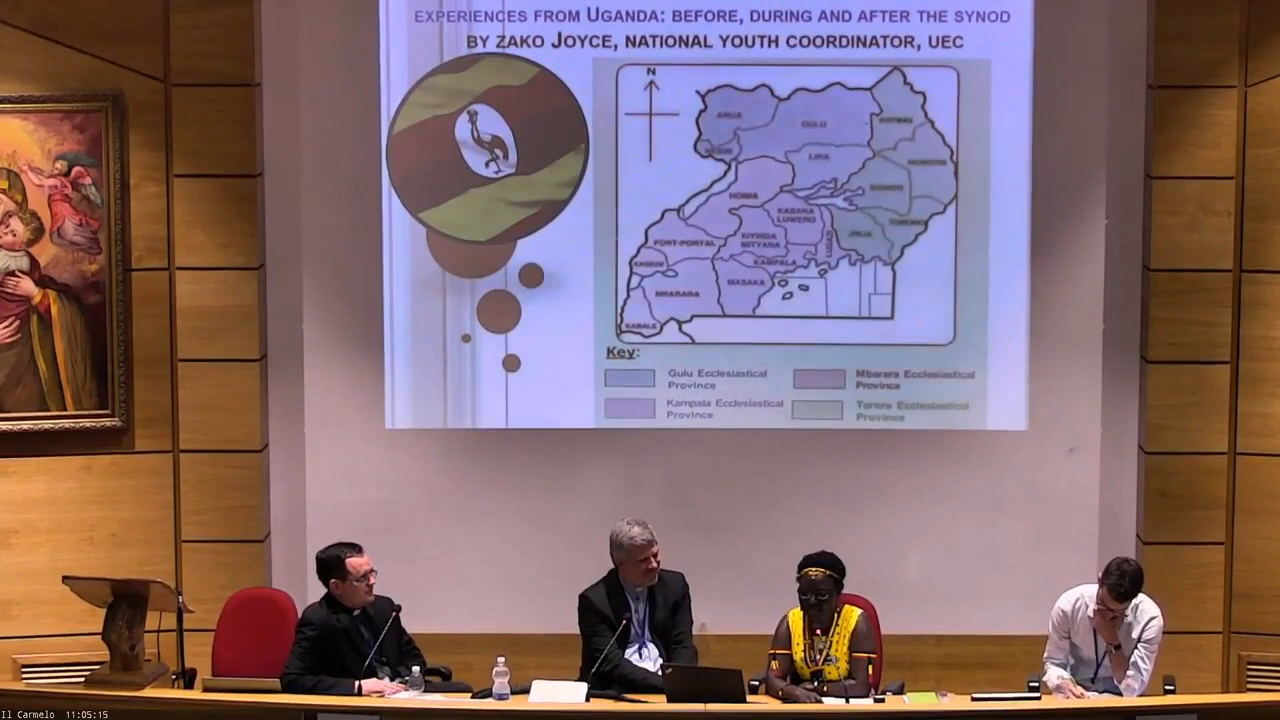 EXPERIENCES FROM UGANDA: BEFORE, DURING AND AFTER THE SYNOD
BY ZAKO JOYCE, NATIONAL YOUTH COORDINATOR, UEC
N
ARUA
GULU
KOTIDO
NEBBI
LIRA
MOROTO
SOROTI
HOIMA
KASANA
LUWERO
TORORO
LUGAZI
JINJA
FORT-PORTAL
KIYINDA
MITYANA
KASESE
KAMPALA
MASAKA
MBARARA
KABALE
Key:
Gulu Ecclesiastical
Province
Mbarara Ecclesiastical
Province
Kampala Ecclesiastical
Province
Tororo Ecclesiastical
Province
Il Carmelo 11:05:15